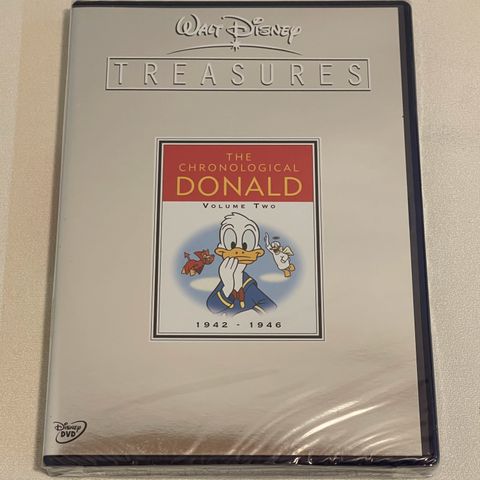 WALT DISNEY
TREASURES
THE
CHRONOLOGICAL
DONALD
VOLUME TWO
1942 - 1946
Disney
DVD